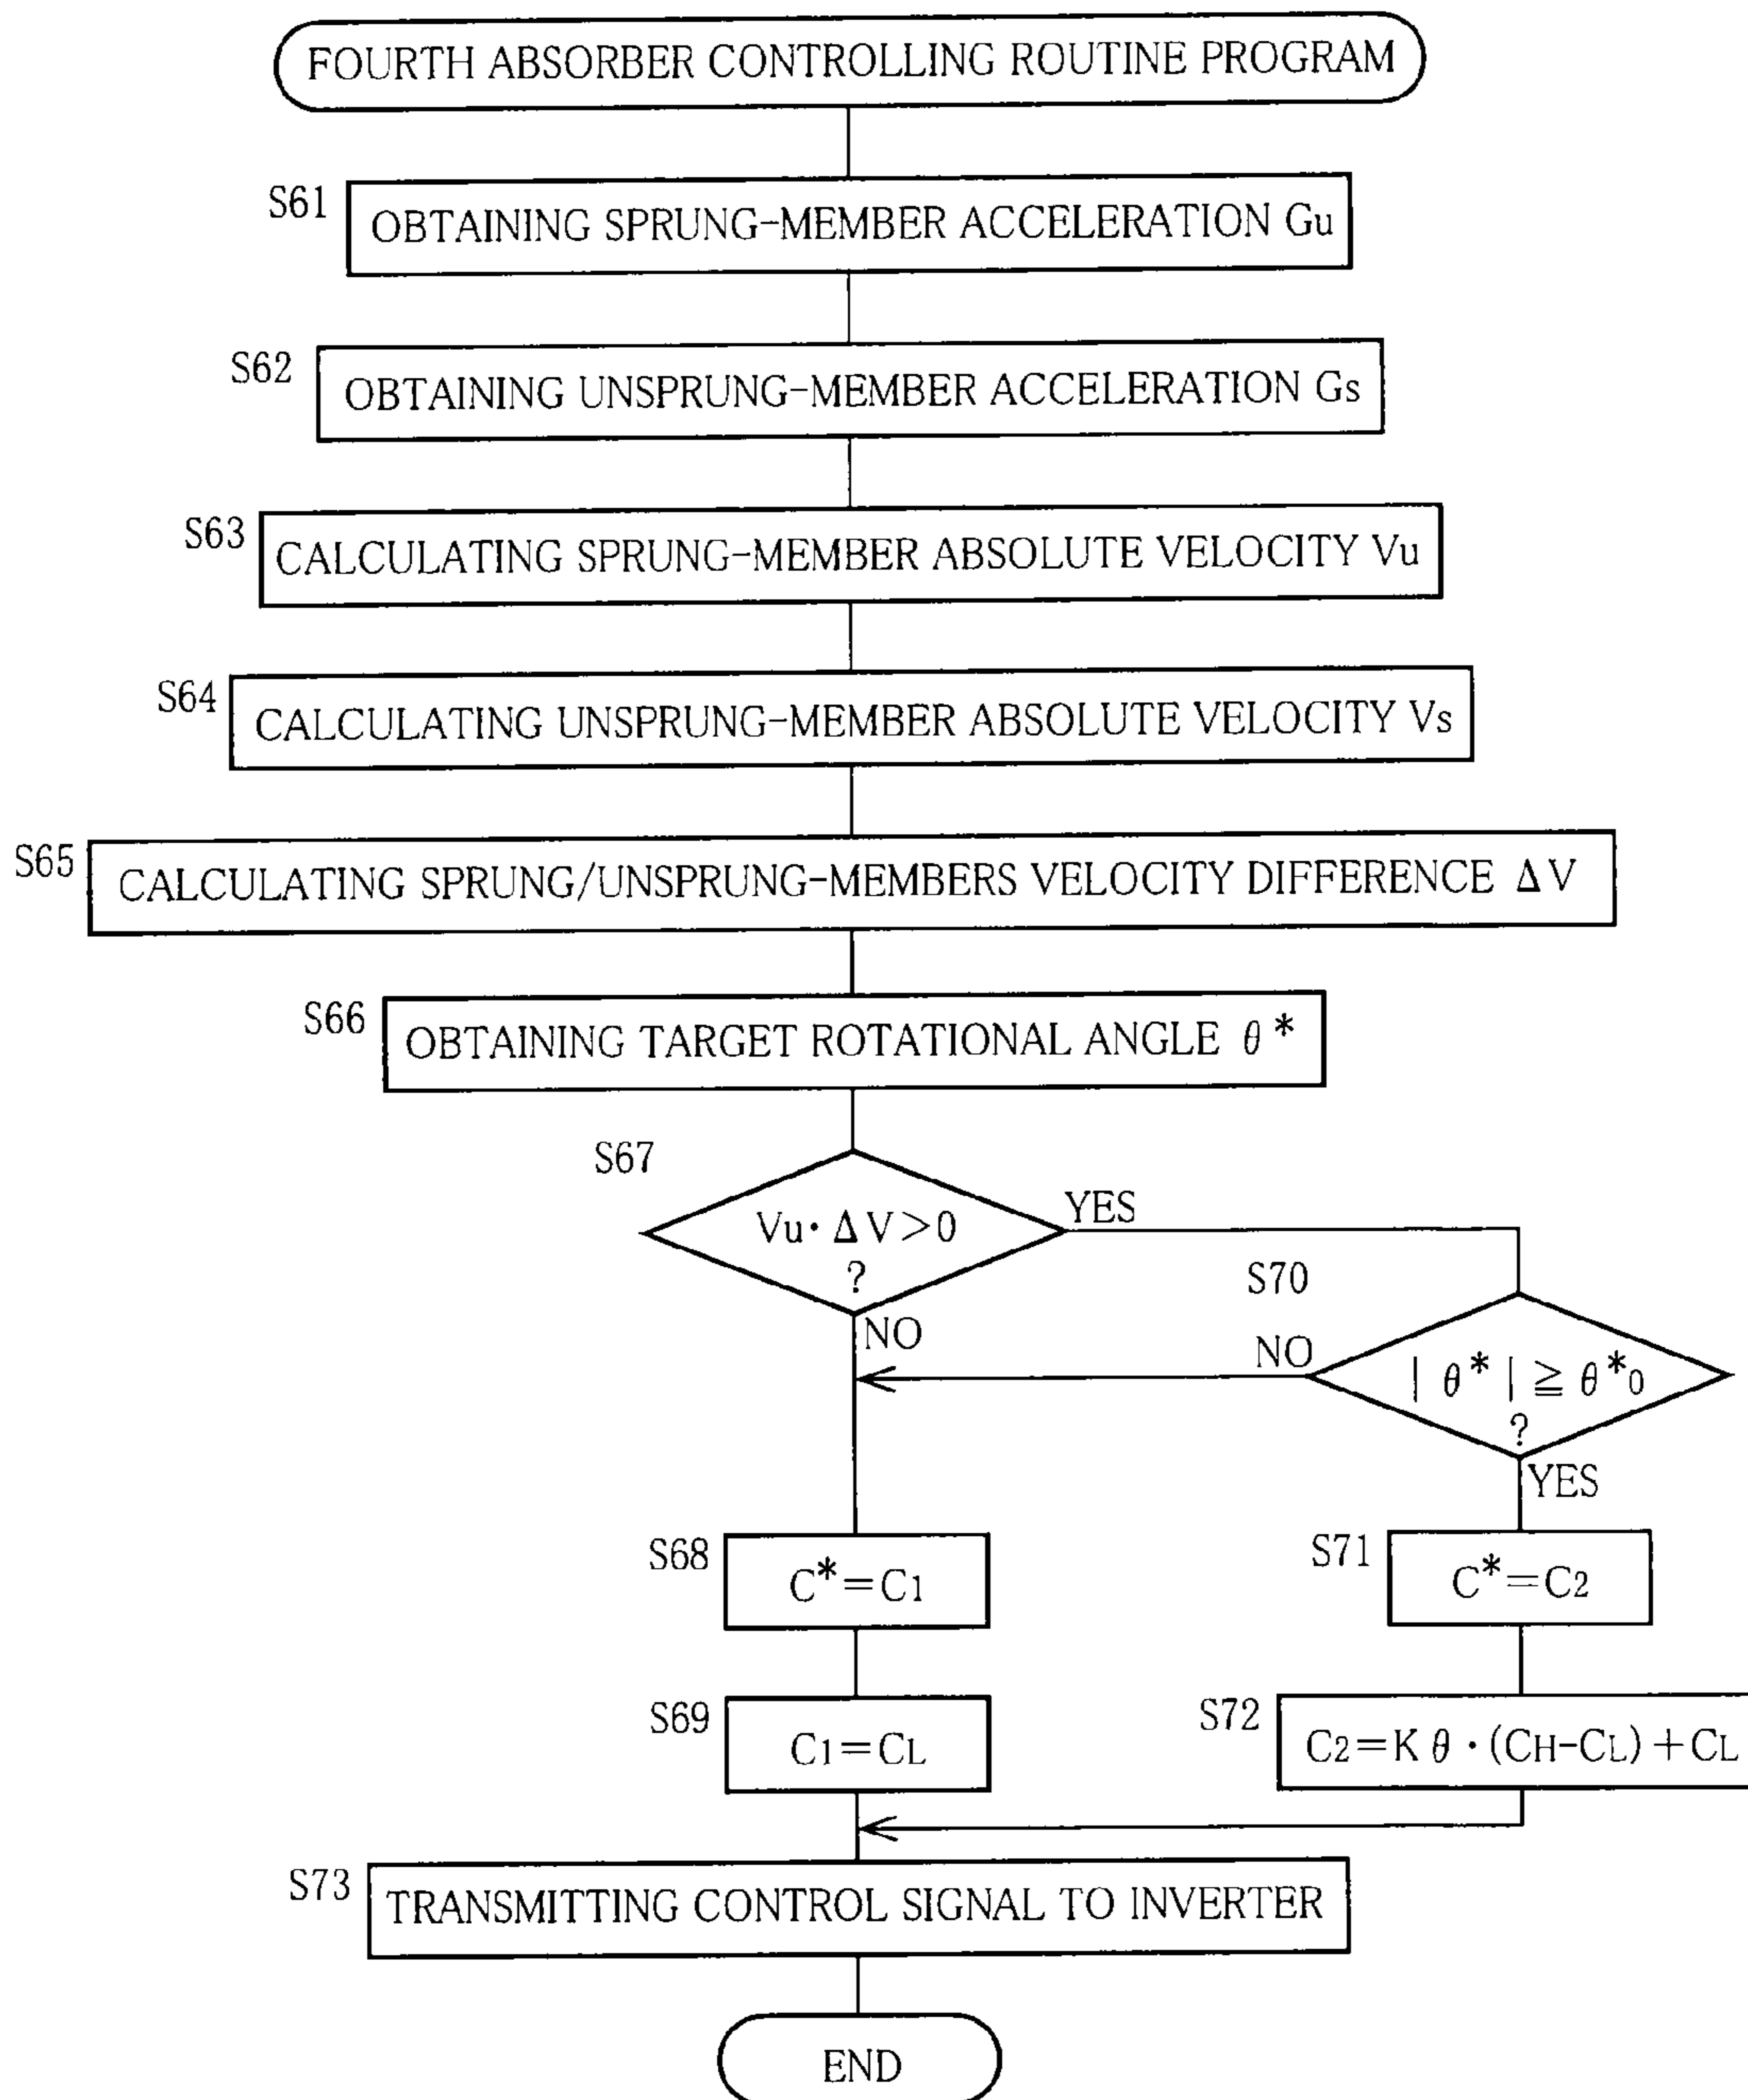 FOURTH ABSORBER CONTROLLING ROUTINE PROGRAM
S61
OBTAINING SPRUNG-MEMBER ACCELERATION Gu
S62
OBTAINING UNSPRUNG-MEMBER ACCELERATION Gs
S63
CALCULATING SPRUNG-MEMBER ABSOLUTE VELOCITY Vu
S64
CALCULATING UNSPRUNG-MEMBER ABSOLUTE VELOCITY Vs
S65
CALCULATING SPRUNG/UNSPRUNG-MEMBERS VELOCITY DIFFERENCE ΔV
S66
OBTAINING TARGET ROTATIONAL ANGLE θ*
S67
Vu·ΔV>0
?
YES
NO
S70
|θ*|≧θ*0
?
NO
YES
S68
C*=C1
S71
C*=C2
S69
C1=CL
S72
C2=Kθ·(CH-CL)+CL
S73
TRANSMITTING CONTROL SIGNAL TO INVERTER
END